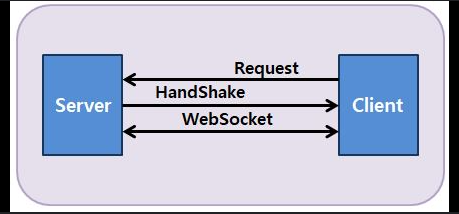 Request
HandShake
Server
Client
WebSocket